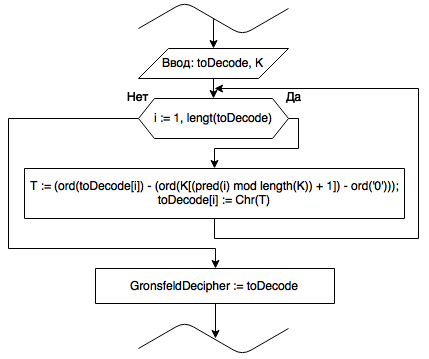 Ввод: toDecode, K
Нет
Да
i := 1, lengt(toDecode)
T := (ord(toDecode[i]) - (ord(K[(pred(i) mod length(K)) + 1]) - ord('0')));
toDecode[i] := Chr(T)
GronsfeldDecipher := toDecode